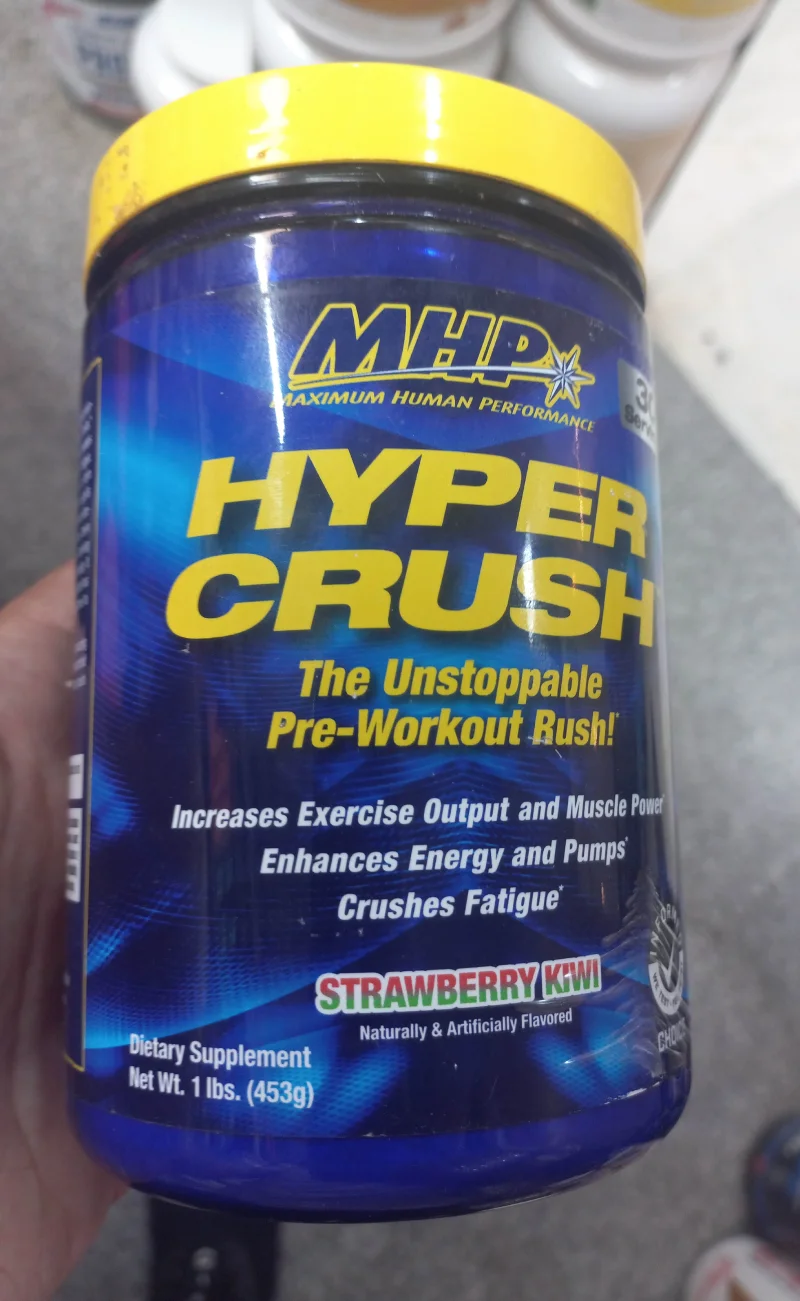 MHP
MAXIMUM HUMAN PERFORMANCE
HYPER
CRUSH
The Unstoppable
Pre-Workout Rush!*
Increases Exercise Output and Muscle Power*
Enhances Energy and Pumps*
Crushes Fatigue*
STRAWBERRY KIWI
Naturally & Artificially Flavored
Dietary Supplement
Net Wt. 1 lbs. (453g)